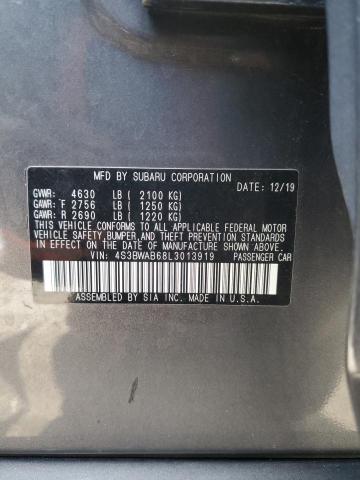 MFD BY SUBARU CORPORATION
DATE: 12/19
GVWR: 4630 LB ( 2100 KG)
GAWR: F 2756 LB ( 1250 KG)
GAWR: R 2690 LB ( 1220 KG)
THIS VEHICLE CONFORMS TO ALL APPLICABLE FEDERAL MOTOR
VEHICLE SAFETY, BUMPER, AND THEFT PREVENTION STANDARDS
IN EFFECT ON THE DATE OF MANUFACTURE SHOWN ABOVE.
VIN: 4S3BWAB68L3013919 PASSENGER CAR
ASSEMBLED BY SIA INC. MADE IN U.S.A.